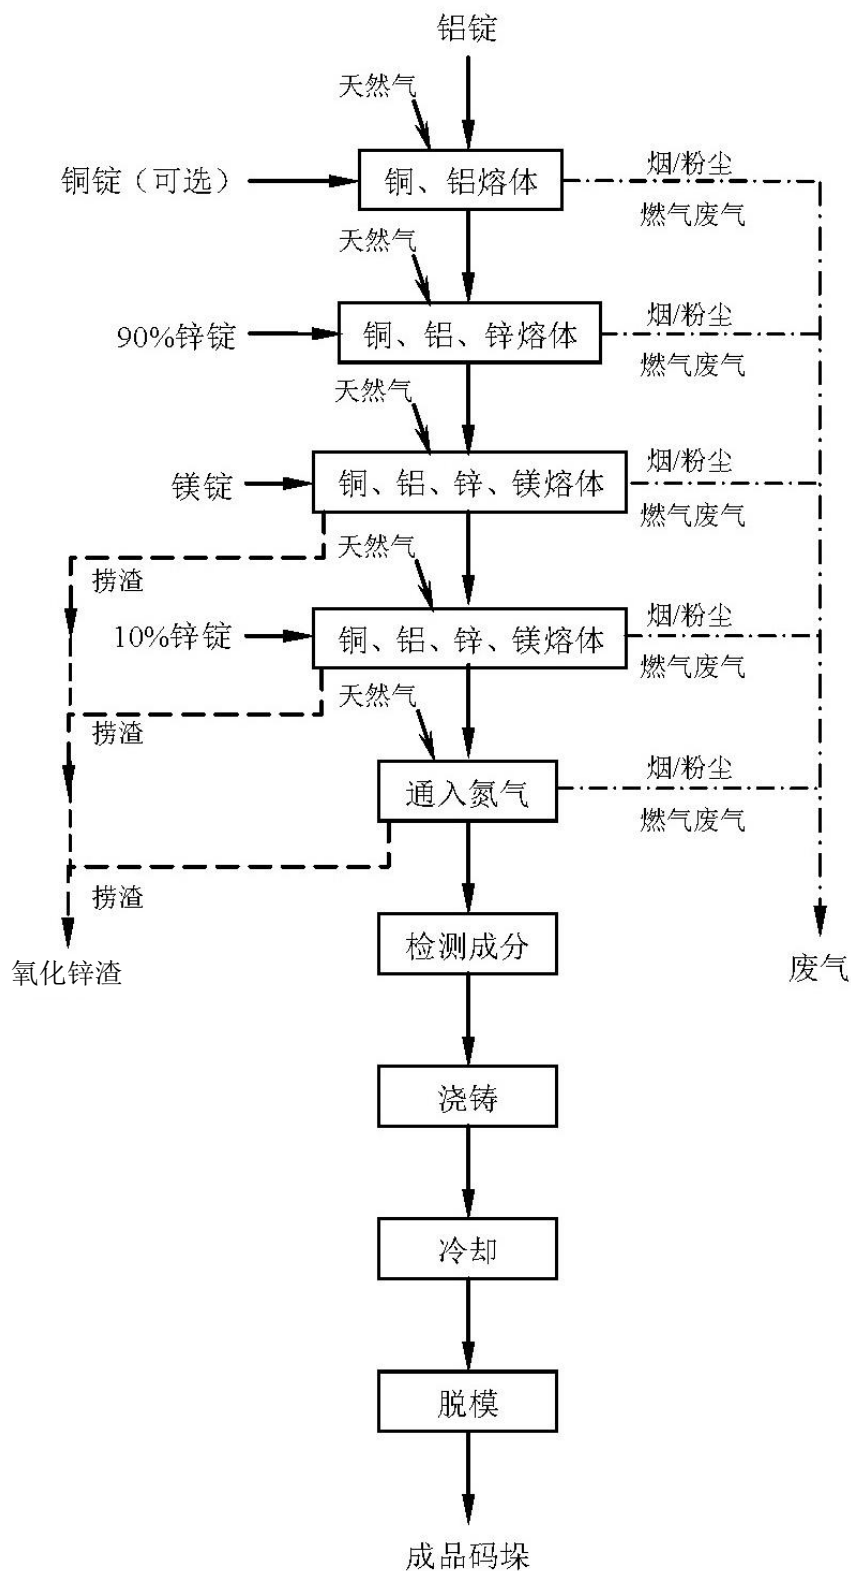 铝锭
天然气
铜锭（可选）
铜、铝熔体
烟/粉尘
燃气废气
天然气
90%锌锭
铜、铝、锌熔体
烟/粉尘
燃气废气
天然气
镁锭
铜、铝、锌、镁熔体
烟/粉尘
燃气废气
天然气
捞渣
10%锌锭
铜、铝、锌、镁熔体
烟/粉尘
燃气废气
天然气
捞渣
通入氮气
烟/粉尘
燃气废气
捞渣
检测成分
氧化锌渣
废气
浇铸
冷却
脱模
成品码垛